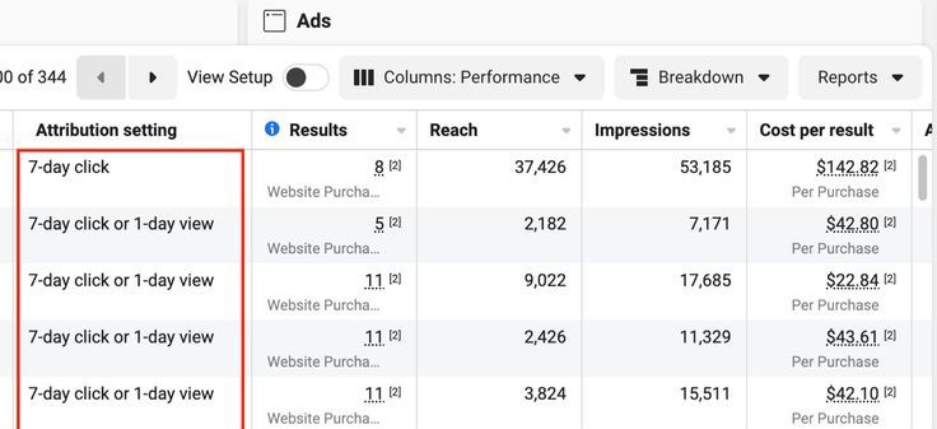 Ads
00 of 344 View Setup Columns: Performance Breakdown Reports
Attribution setting Results Reach Impressions Cost per result A
7-day click 8 [2] 37,426 53,185 $142.82 [2]
Website Purcha... Per Purchase
7-day click or 1-day view 5 [2] 2,182 7,171 $42.80 [2]
Website Purcha... Per Purchase
7-day click or 1-day view 11 [2] 9,022 17,685 $22.84 [2]
Website Purcha... Per Purchase
7-day click or 1-day view 11 [2] 2,426 11,329 $43.61 [2]
Website Purcha... Per Purchase
7-day click or 1-day view 11 [2] 3,824 15,511 $42.10 [2]
Website Purcha... Per Purchase